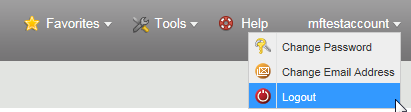 Favorites Tools Help mftestaccount
Change Password
Change Email Address
Logout